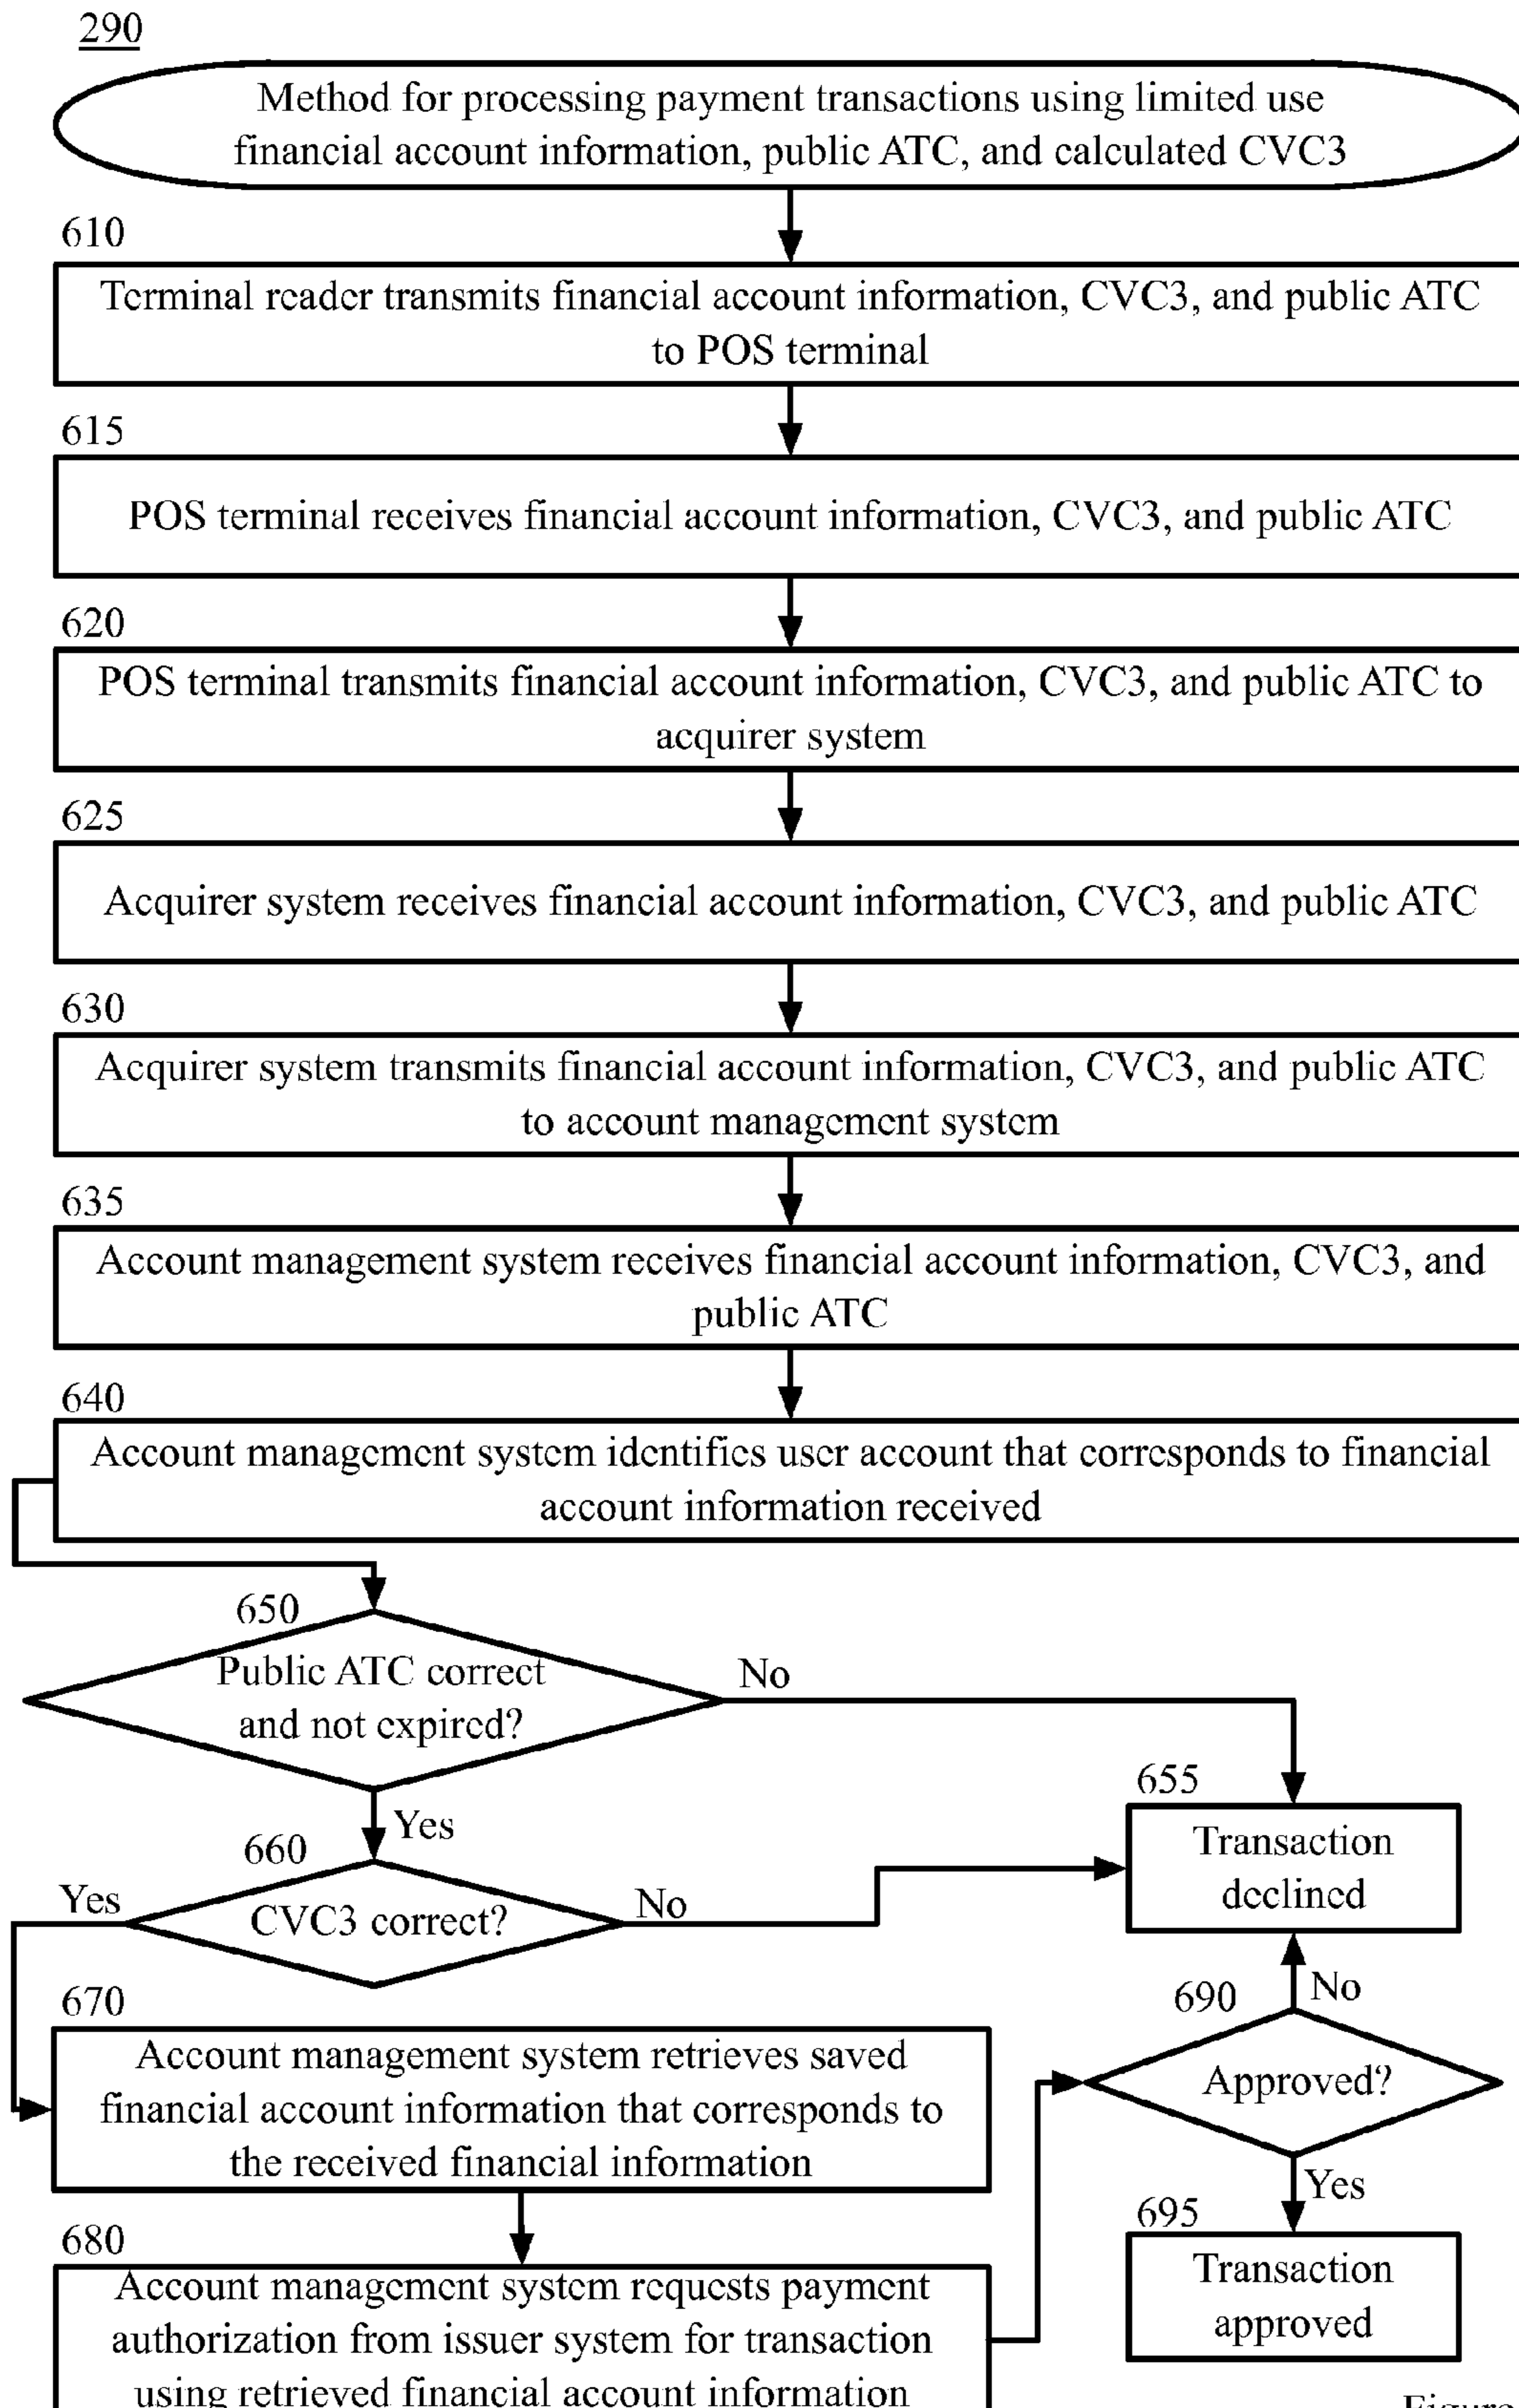 290
Method for processing payment transactions using limited use
financial account information, public ATC, and calculated CVC3
610
Terminal reader transmits financial account information, CVC3, and public ATC
to POS terminal
615
POS terminal receives financial account information, CVC3, and public ATC
620
POS terminal transmits financial account information, CVC3, and public ATC to
acquirer system
625
Acquirer system receives financial account information, CVC3, and public ATC
630
Acquirer system transmits financial account information, CVC3, and public ATC
to account management system
635
Account management system receives financial account information, CVC3, and
public ATC
640
Account management system identifies user account that corresponds to financial
account information received
650
Public ATC correct
and not expired?
No
Yes
655
Transaction
declined
660
CVC3 correct?
Yes
No
670
Account management system retrieves saved
financial account information that corresponds to
the received financial information
680
Account management system requests payment
authorization from issuer system for transaction
using retrieved financial account information
690
Approved?
No
Yes
695
Transaction
approved
Figure